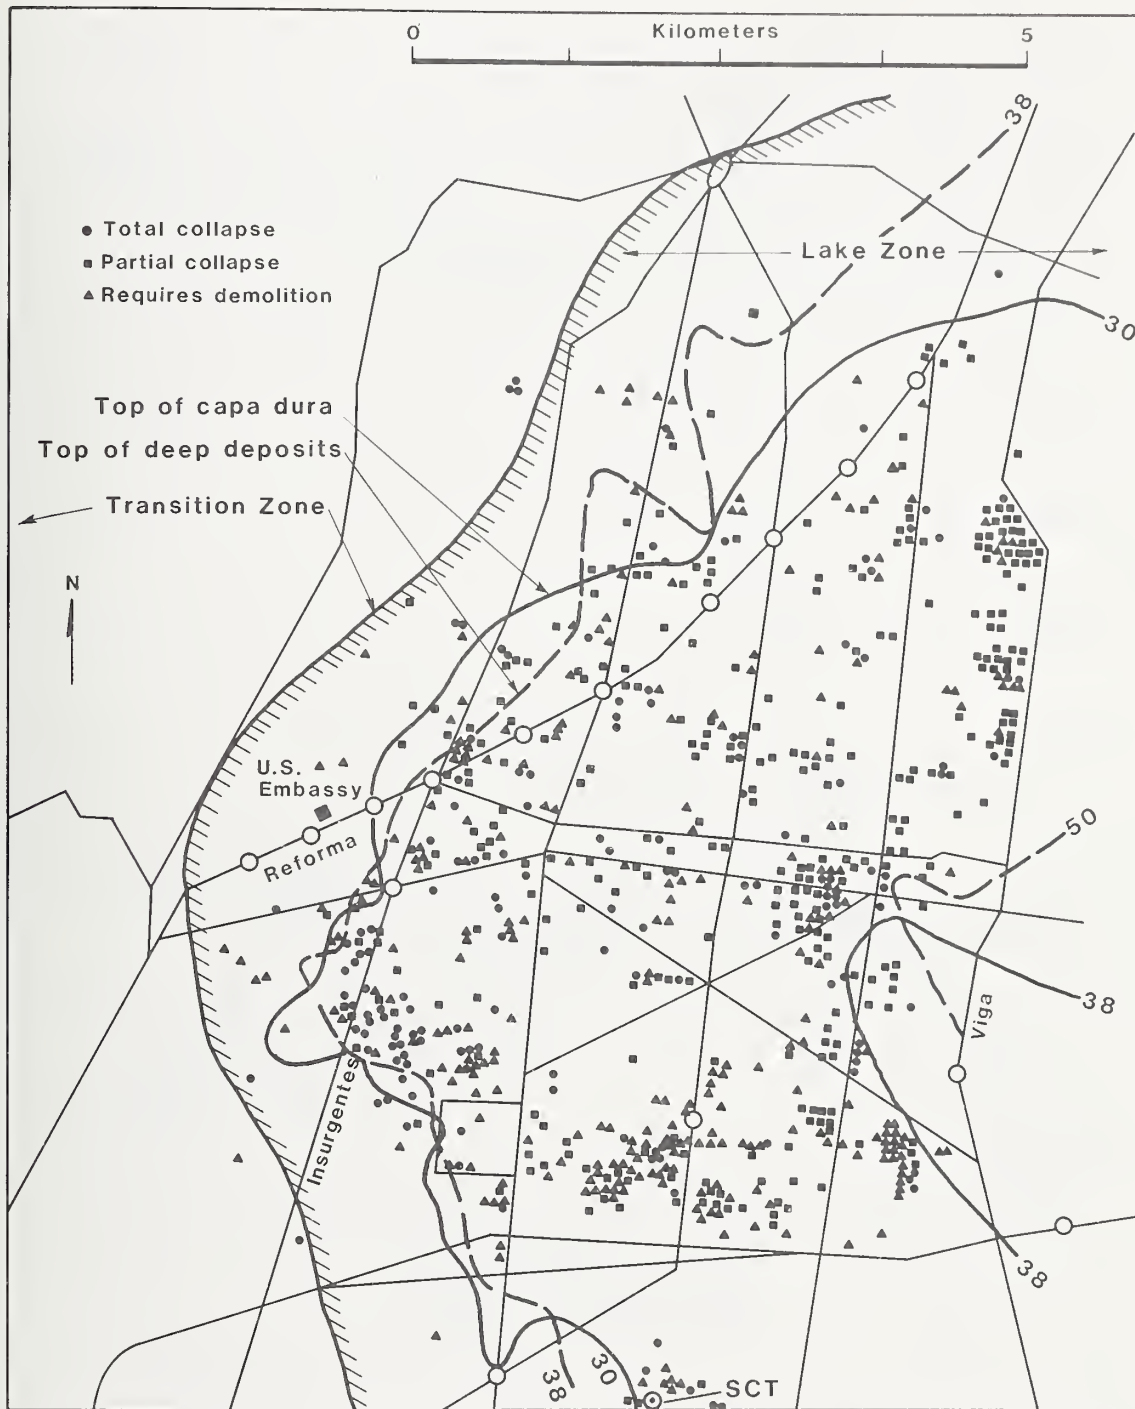 Kilometers
0 5
38
● Total collapse
■ Partial collapse
▲ Requires demolition
Lake Zone
30
Top of capa dura
Top of deep deposits
Transition Zone
N
U.S.
Embassy
Reforma
50
38
Viga
Insurgentes
38
38
30
SCT